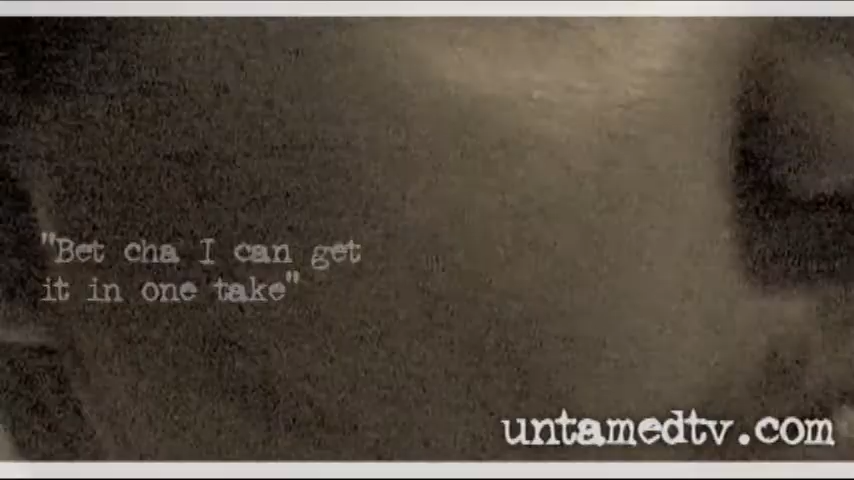 "Bet cha I can get
it in one take"
untamedtv.com